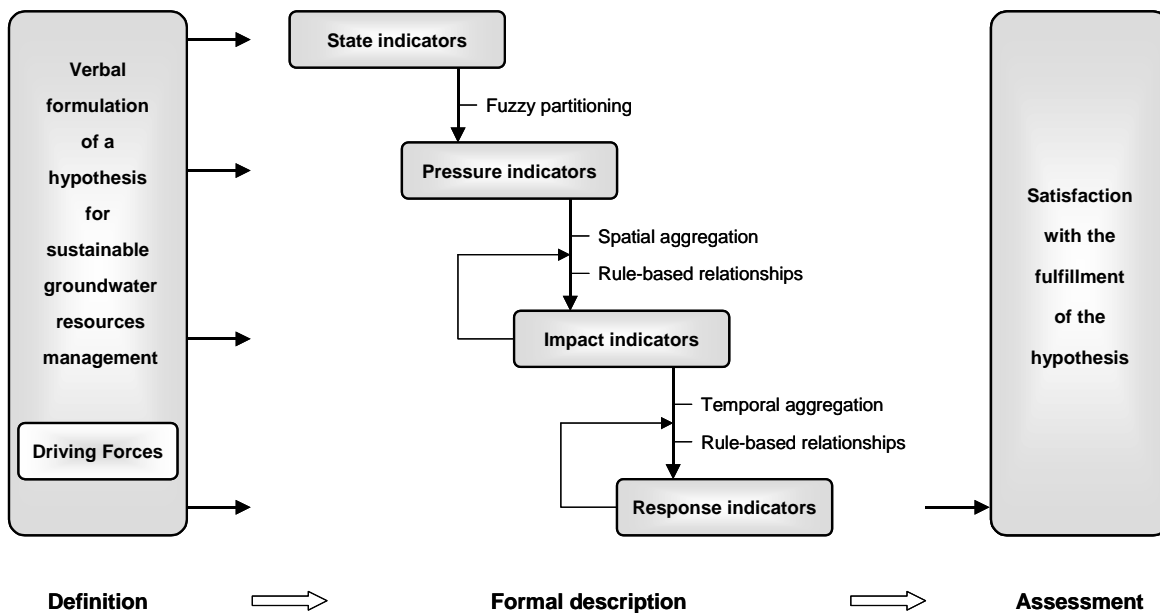 Verbal
formulation
of a
hypothesis
for
sustainable
groundwater
resources
management
Driving Forces
State indicators
Fuzzy partitioning
Pressure indicators
Spatial aggregation
Rule-based relationships
Impact indicators
Temporal aggregation
Rule-based relationships
Response indicators
Satisfaction
with the
fulfillment
of the
hypothesis
Definition
Formal description
Assessment